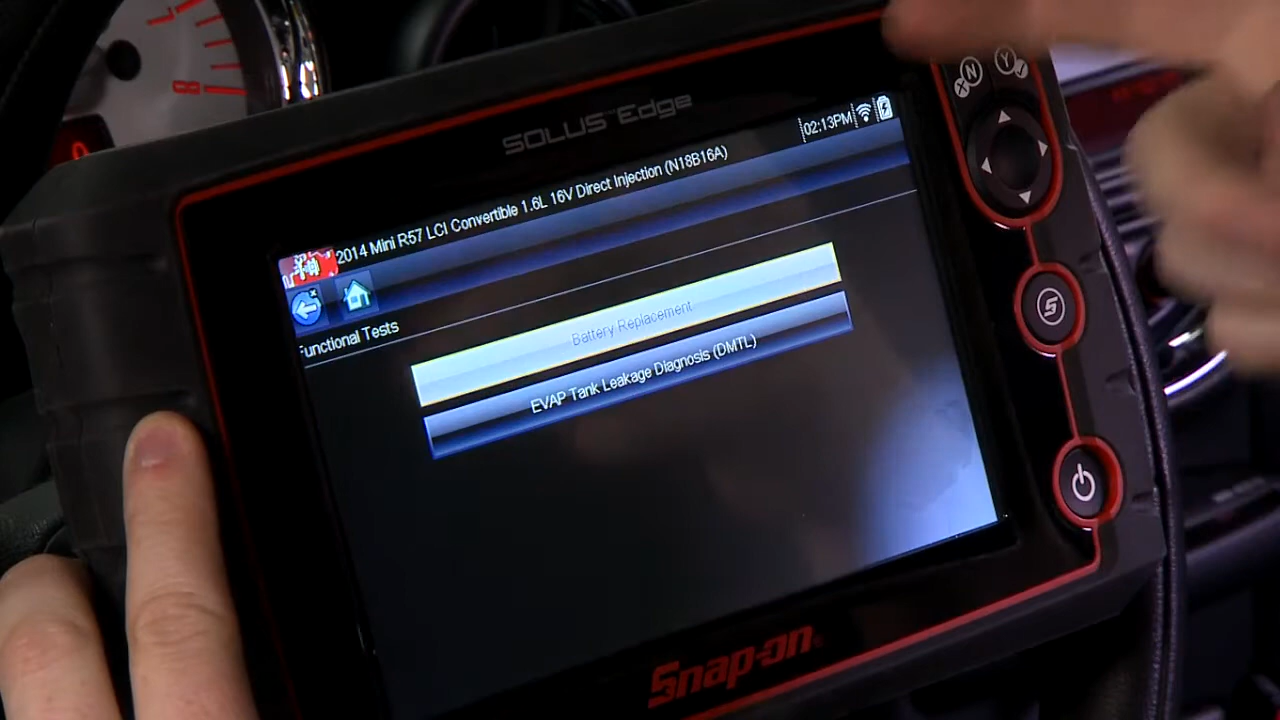 SOLUS Edge
02:13PM
2014 Mini R57 LCI Convertible 1.6L 16V Direct Injection (N18B16A)
Functional Tests
Battery Replacement
EVAP Tank Leakage Diagnosis (DMTL)
Snap-on
N
X
Y
S
8